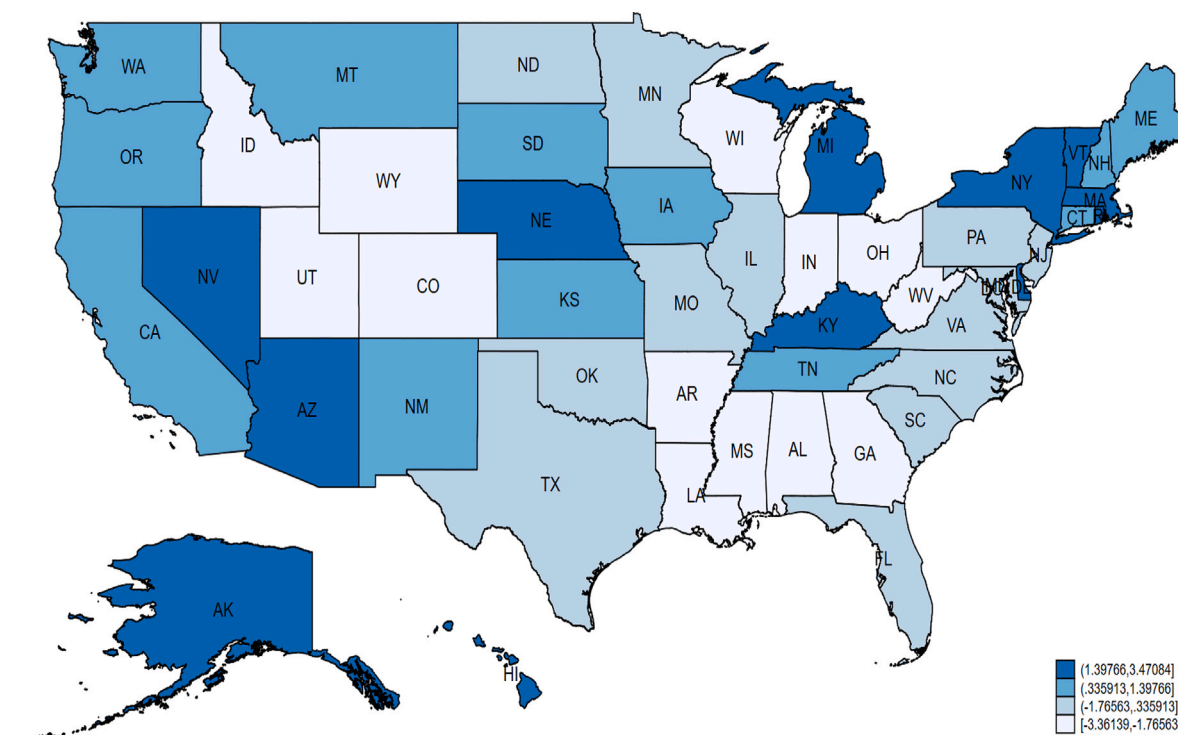 WA
MT
ND
MN
ME
OR
ID
SD
WI
MI
VT
NH
WY
NY
IA
MA
NE
CT
R
PA
NV
UT
CO
IL
IN
OH
NJ
KS
MO
WV
DE
CA
KY
VA
TN
OK
NC
AZ
NM
AR
SC
MS
AL
GA
TX
LA
FL
AK
HI
(1.39766,3.47084]
(.335913,1.39766]
(-1.76563,.335913]
[-3.36139,-1.76563